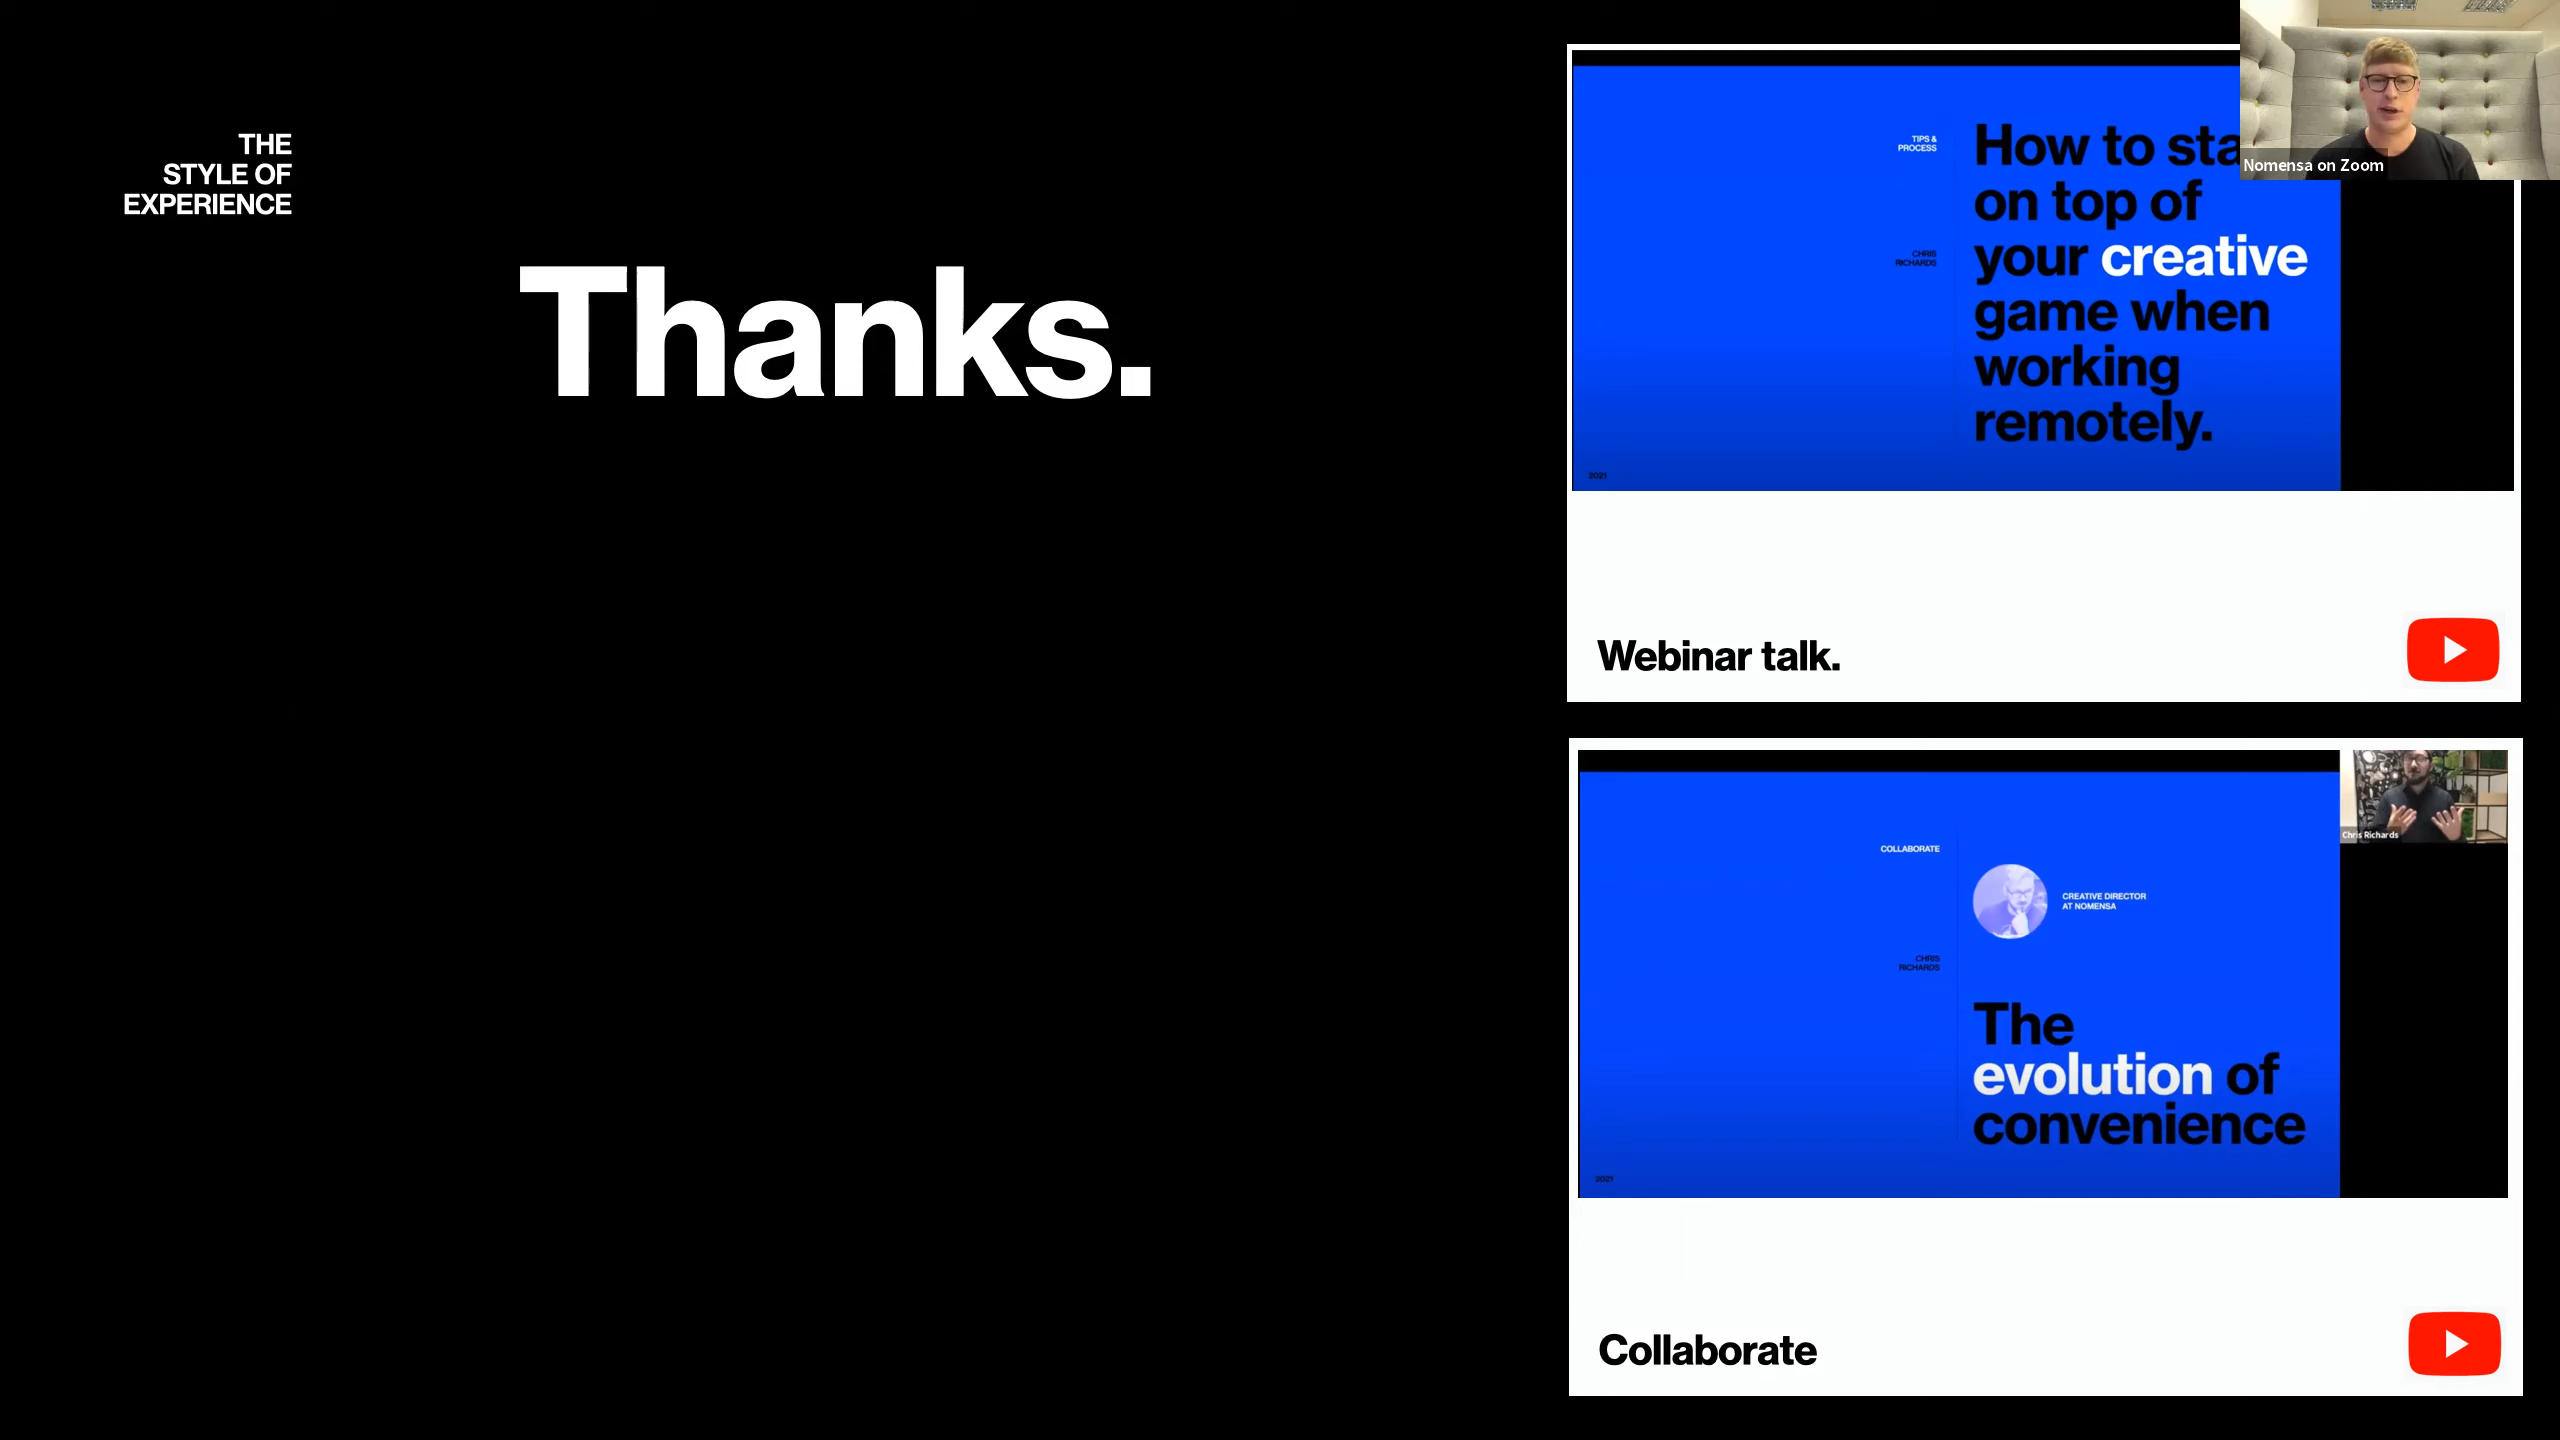 THE
STYLE OF
EXPERIENCE
Thanks.
TIPS &
PROCESS
CHRIS
RICHARDS
How to sta
on top of
your creative
game when
working
remotely.
2021
Webinar talk.
Nomensa on Zoom
COLLABORATE
CREATIVE DIRECTOR
AT NOMENSA
CHRIS
RICHARDS
The
evolution of
convenience
2021
Chris Richards
Collaborate